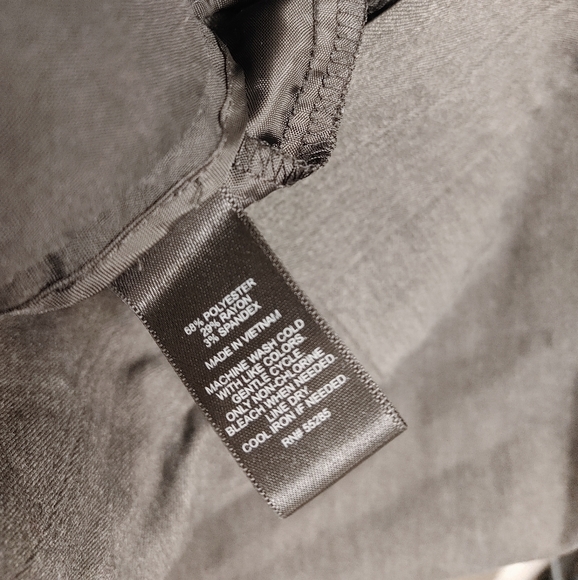 68% POLYESTER
29% RAYON
3% SPANDEX
MADE IN VIETNAM
MACHINE WASH COLD
WITH LIKE COLORS
GENTLE CYCLE
ONLY NON-CHLORINE
BLEACH WHEN NEEDED
LINE DRY
COOL IRON IF NEEDED
RN# 55285